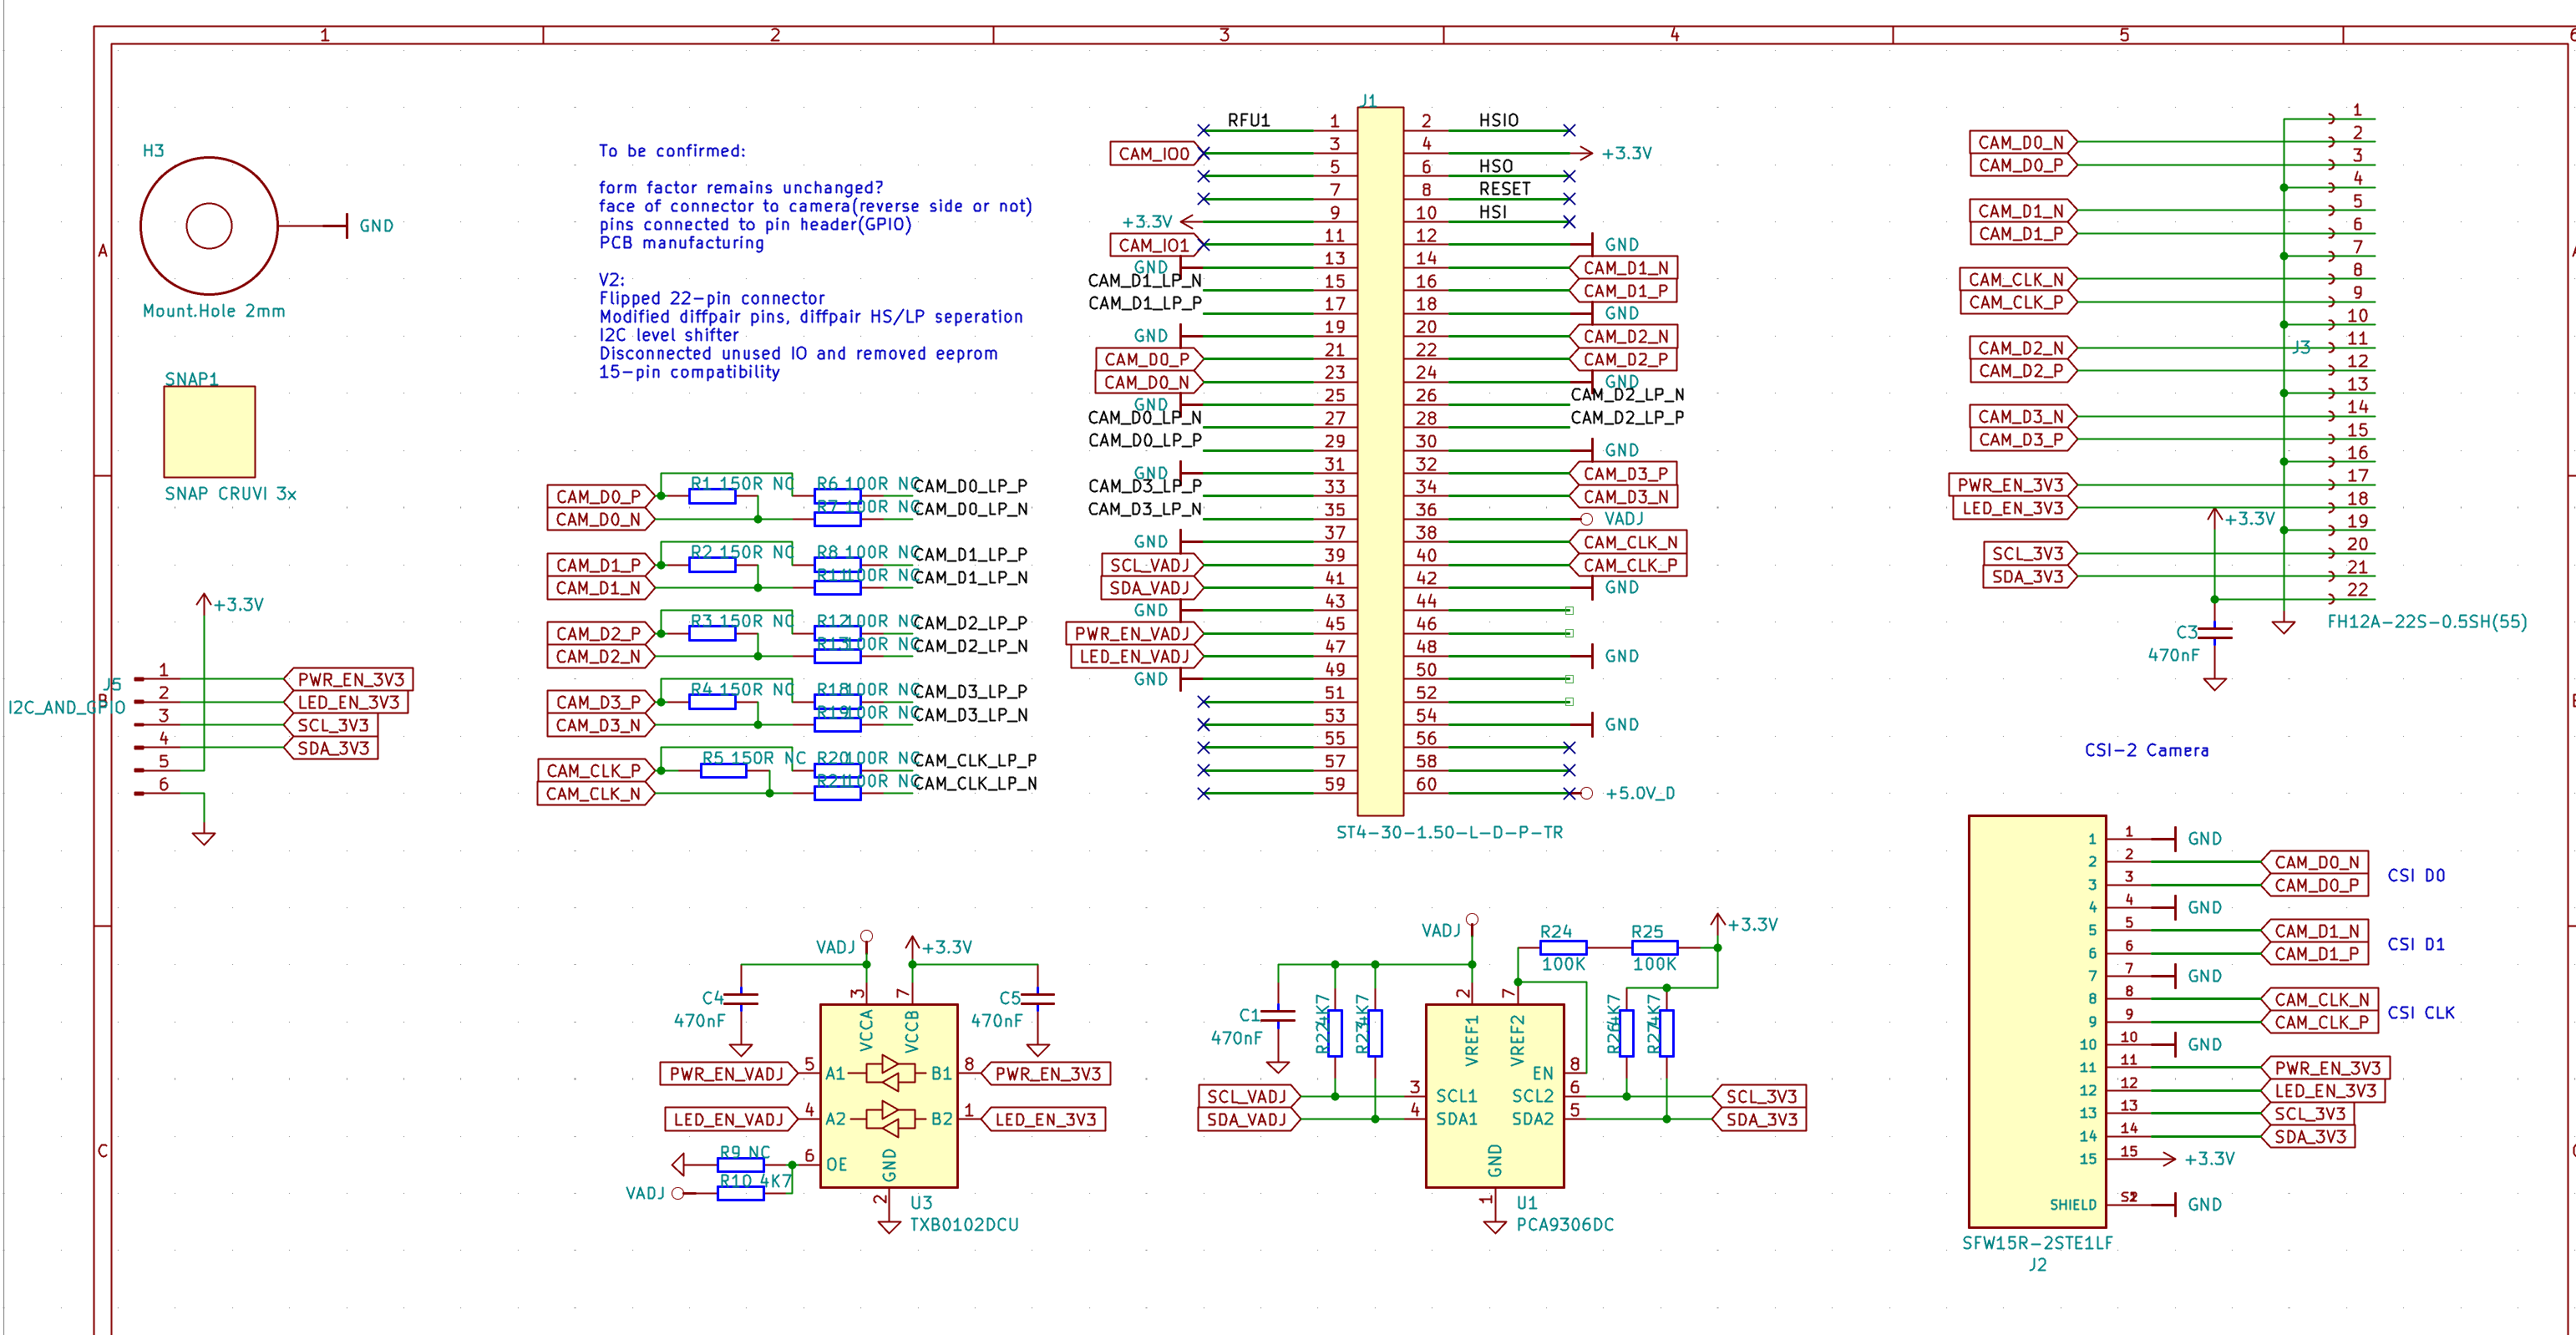 1
2
3
4
5
A
B
C
H3
GND
Mount.Hole 2mm
SNAP1
SNAP CRUVI 3x
To be confirmed:
form factor remains unchanged?
face of connector to camera(reverse side or not)
pins connected to pin header(GPIO)
PCB manufacturing
V2:
Flipped 22-pin connector
Modified diffpair pins, diffpair HS/LP seperation
I2C level shifter
Disconnected unused IO and removed eeprom
15-pin compatibility
J5
I2C_AND_GPIO
+3.3V
1 PWR_EN_3V3
2 LED_EN_3V3
3 SCL_3V3
4 SDA_3V3
5
6
CAM_D0_P R1 150R NC R6 100R NC CAM_D0_LP_P
CAM_D0_N R7 100R NC CAM_D0_LP_N
CAM_D1_P R2 150R NC R8 100R NC CAM_D1_LP_P
CAM_D1_N R11 100R NC CAM_D1_LP_N
CAM_D2_P R3 150R NC R12 100R NC CAM_D2_LP_P
CAM_D2_N R13 100R NC CAM_D2_LP_N
CAM_D3_P R4 150R NC R18 100R NC CAM_D3_LP_P
CAM_D3_N R19 100R NC CAM_D3_LP_N
CAM_CLK_P R5 150R NC R20 100R NC CAM_CLK_LP_P
CAM_CLK_N R21 100R NC CAM_CLK_LP_N
J1
RFU1 1 2 HSIO
CAM_IO0 3 4 +3.3V
5 6 HSO
7 8 RESET
+3.3V 9 10 HSI
CAM_IO1 11 12 GND
GND 13 14 CAM_D1_N
CAM_D1_LP_N 15 16 CAM_D1_P
CAM_D1_LP_P 17 18 GND
GND 19 20 CAM_D2_N
CAM_D0_P 21 22 CAM_D2_P
CAM_D0_N 23 24 GND
GND 25 26 CAM_D2_LP_N
CAM_D0_LP_N 27 28 CAM_D2_LP_P
CAM_D0_LP_P 29 30 GND
GND 31 32 CAM_D3_P
CAM_D3_LP_P 33 34 CAM_D3_N
CAM_D3_LP_N 35 36 VADJ
GND 37 38 CAM_CLK_N
SCL_VADJ 39 40 CAM_CLK_P
SDA_VADJ 41 42 GND
GND 43 44
PWR_EN_VADJ 45 46
LED_EN_VADJ 47 48 GND
GND 49 50
51 52
53 54 GND
55 56
57 58
59 60 +5.0V_D
ST4-30-1.50-L-D-P-TR
1
CAM_D0_N 2
CAM_D0_P 3
4
CAM_D1_N 5
CAM_D1_P 6
7
CAM_CLK_N 8
CAM_CLK_P 9
10
CAM_D2_N J3 11
CAM_D2_P 12
13
CAM_D3_N 14
CAM_D3_P 15
16
PWR_EN_3V3 17
LED_EN_3V3 18
+3.3V 19
SCL_3V3 20
SDA_3V3 21
22
FH12A-22S-0.5SH(55)
C3
470nF
VADJ +3.3V
C4
470nF
C5
470nF
3 7
VCCA VCCB
PWR_EN_VADJ 5 A1 B1 8 PWR_EN_3V3
LED_EN_VADJ 4 A2 B2 1 LED_EN_3V3
R9 NC 6 OE
VADJ R10 4K7
GND
2
U3
TXB0102DCU
VADJ
R24 R25 +3.3V
100K 100K
C1
470nF
R22 4K7
R23 4K7
R26 4K7
R27 4K7
2 7
VREF1 VREF2
EN 8
SCL_VADJ 3 SCL1 SCL2 6 SCL_3V3
SDA_VADJ 4 SDA1 SDA2 5 SDA_3V3
GND
1
U1
PCA9306DC
CSI-2 Camera
1 1 GND
2 2 CAM_D0_N
CSI D0
3 3 CAM_D0_P
4 4 GND
5 5 CAM_D1_N
CSI D1
6 6 CAM_D1_P
7 7 GND
8 8 CAM_CLK_N
CSI CLK
9 9 CAM_CLK_P
10 10 GND
11 11 PWR_EN_3V3
12 12 LED_EN_3V3
13 13 SCL_3V3
14 14 SDA_3V3
15 15 +3.3V
SHIELD GND
SFW15R-2STE1LF
J2